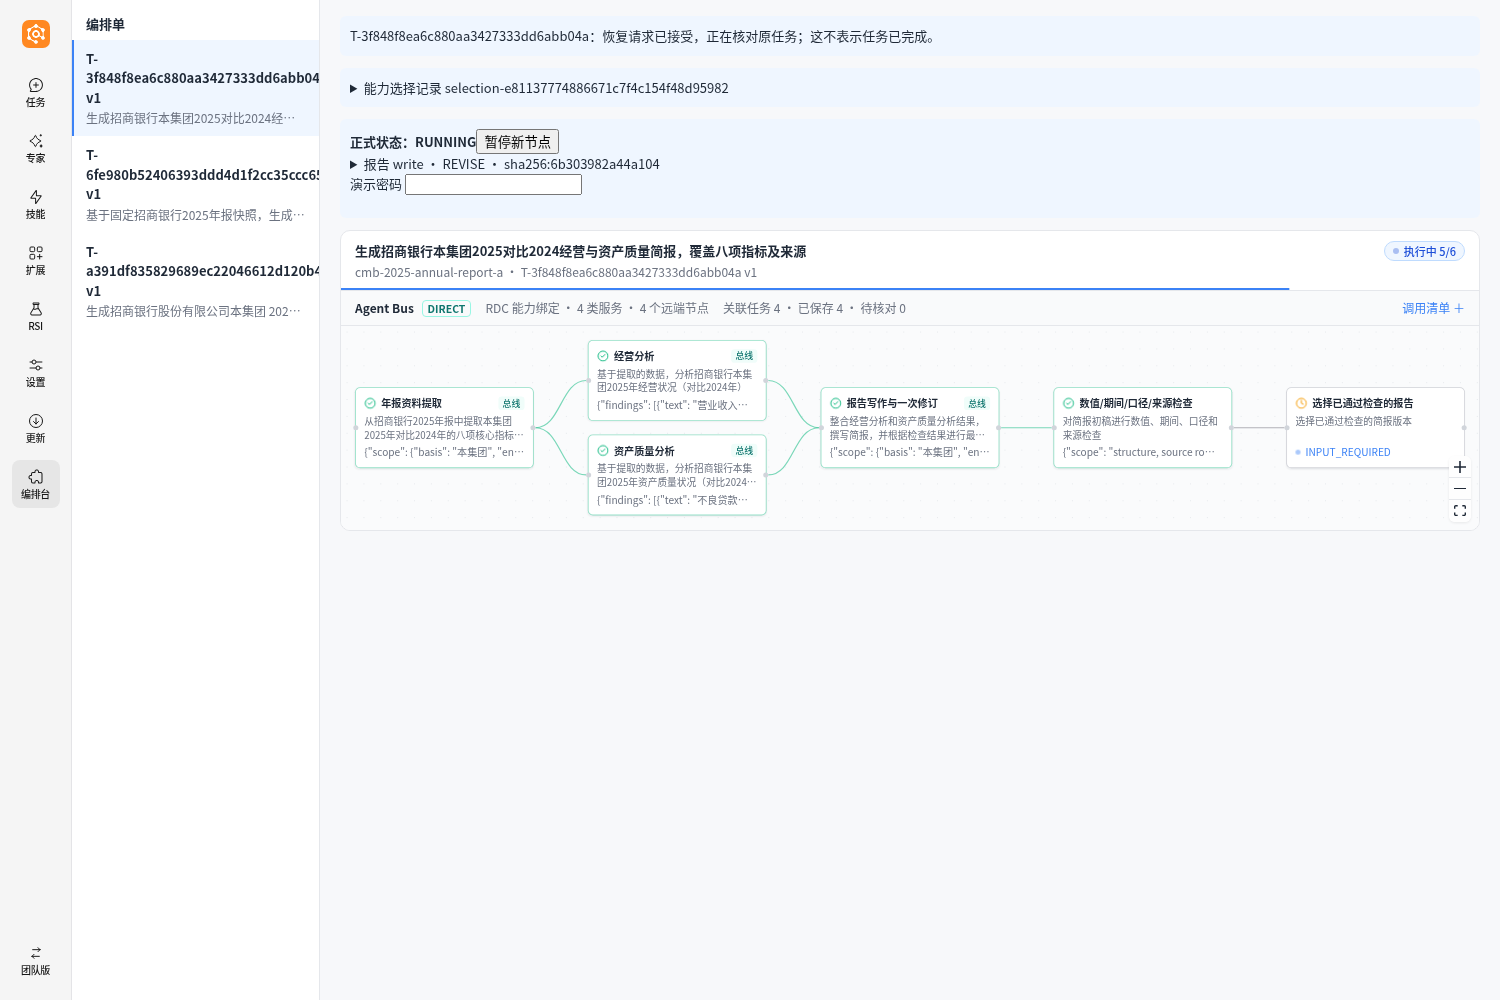 任务
专家
技能
扩展
RSI
设置
更新
编排台
团队版
编排单
T-
3f848f8ea6c880aa3427333dd6abb04
v1
生成招商银行本集团2025对比2024经…
T-
6fe980b52406393ddd4d1f2cc35ccc65
v1
基于固定招商银行2025年报快照，生成…
T-
a391df835829689ec22046612d120b4
v1
生成招商银行股份有限公司本集团 202…
T-3f848f8ea6c880aa3427333dd6abb04a：恢复请求已接受，正在核对原任务；这不表示任务已完成。
▶ 能力选择记录 selection-e81137774886671c7f4c154f48d95982
正式状态：RUNNING 暂停新节点
▶ 报告 write · REVISE · sha256:6b303982a44a104
演示密码
生成招商银行本集团2025对比2024经营与资产质量简报，覆盖八项指标及来源
执行中 5/6
cmb-2025-annual-report-a · T-3f848f8ea6c880aa3427333dd6abb04a v1
Agent Bus DIRECT RDC 能力绑定 · 4 类服务 · 4 个远端节点 关联任务 4 · 已保存 4 · 待核对 0 调用清单 +
年报资料提取 总线
从招商银行2025年报中提取本集团
2025年对比2024年的八项核心指标…
{"scope": {"basis": "本集团", "en…
经营分析 总线
基于提取的数据，分析招商银行本集
团2025年经营状况（对比2024年）
{"findings": [{"text": "营业收入…
资产质量分析 总线
基于提取的数据，分析招商银行本集
团2025年资产质量状况（对比2024…
{"findings": [{"text": "不良贷款…
报告写作与一次修订 总线
整合经营分析和资产质量分析结果，
撰写简报，并根据检查结果进行最…
{"scope": {"basis": "本集团", "en…
数值/期间/口径/来源检查
对简报初稿进行数值、期间、口径和
来源检查
{"scope": "structure, source ro…
选择已通过检查的报告
选择已通过检查的简报版本
INPUT_REQUIRED